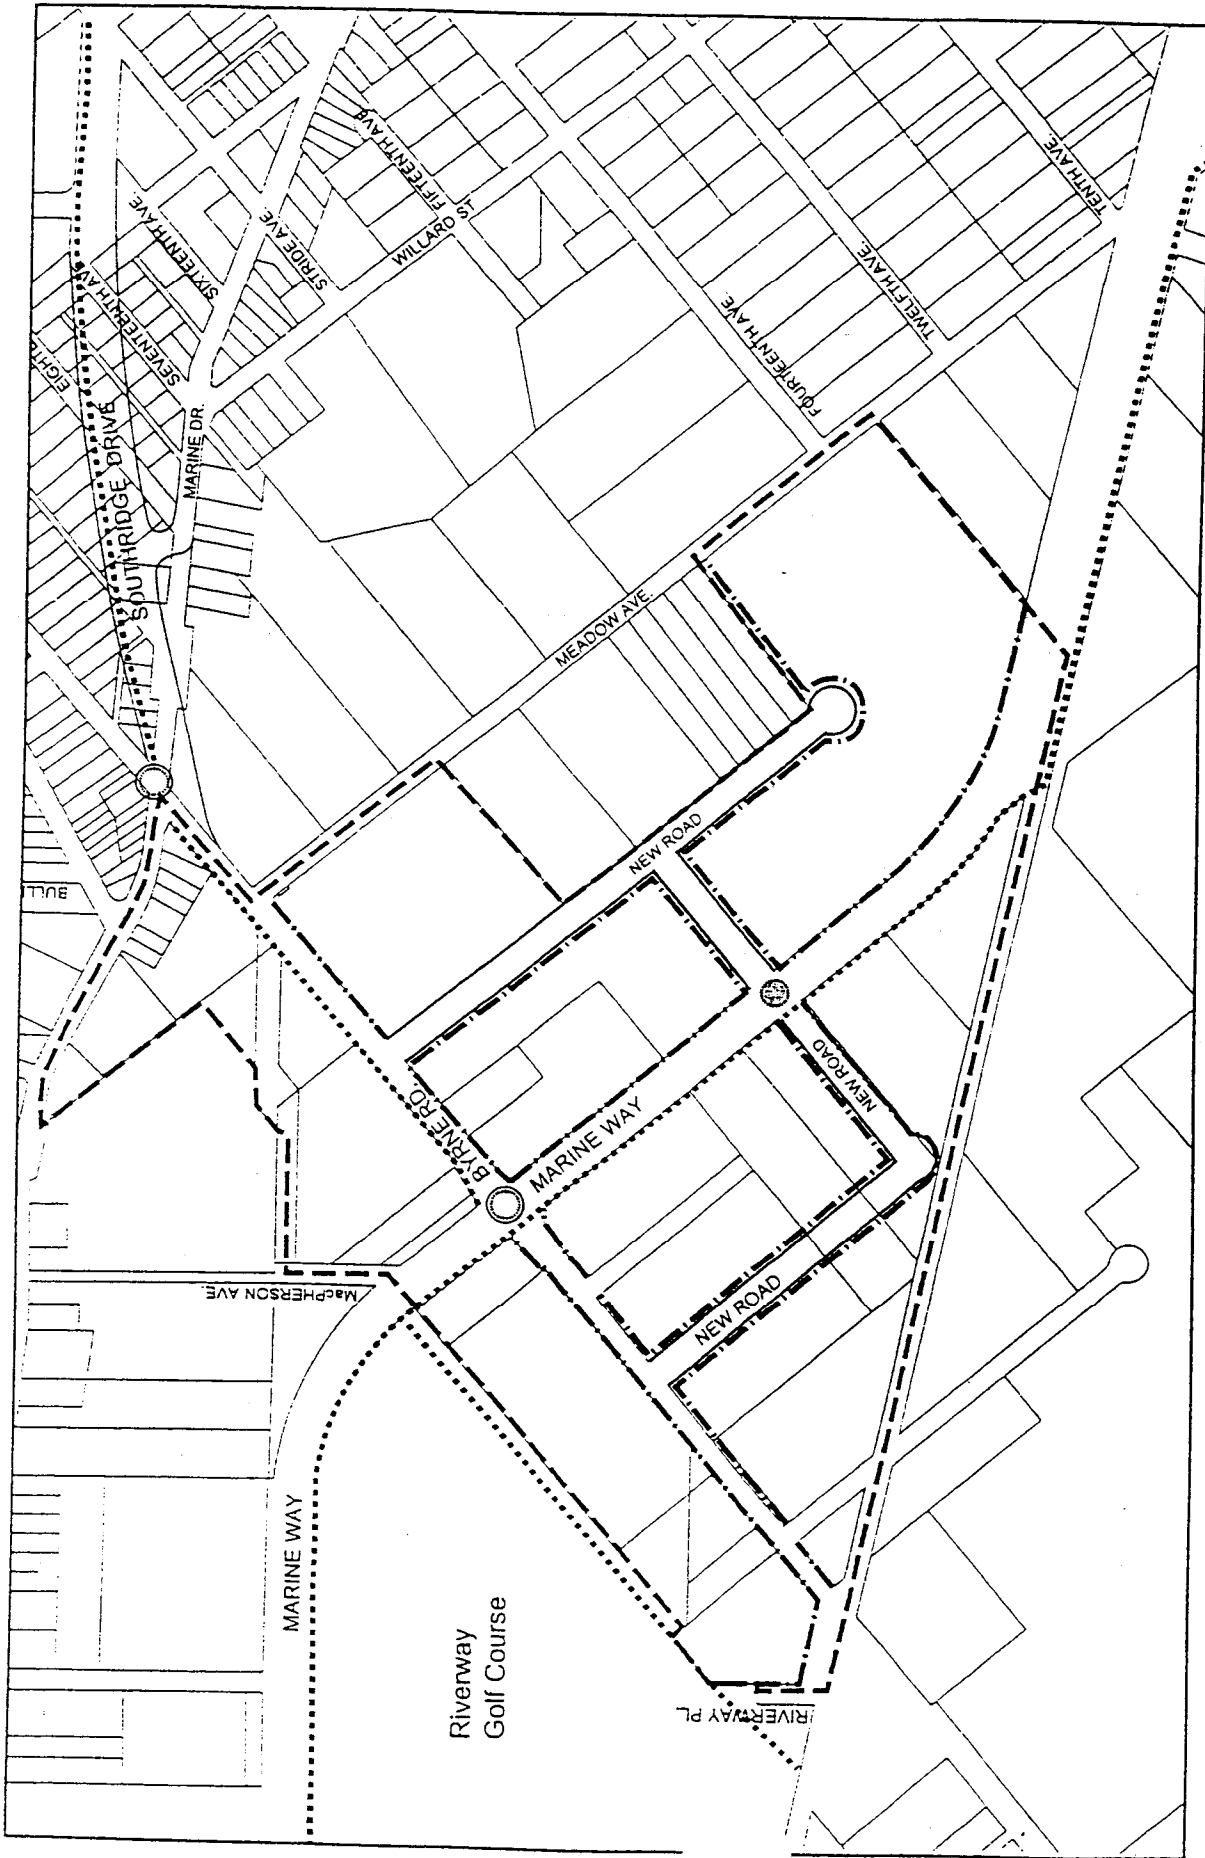 SOUTHRIDGE DRIVE
SEVENTEENTH AV
SIXTEENTH AVE.
STRIDE AVE.
FIFTEENTH AVE.
WILLARD ST
MARINE DR.
FOURTEENTH AVE.
TWELFTH AVE.
TENTH AVE.
MEADOW AVE.
BULL
NEW ROAD
BYRNE RD.
MARINE WAY
NEW ROAD
NEW ROAD
MacPHERSON AVE.
MARINE WAY
Riverway
Golf Course
RIVERWAY PL.